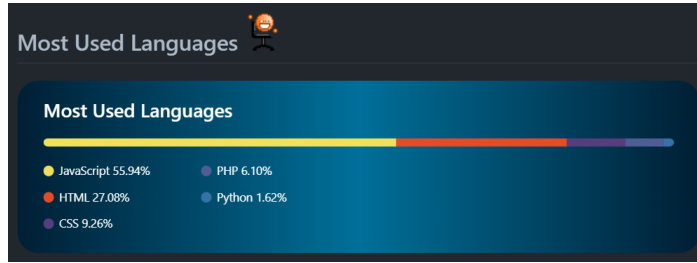 Most Used Languages
Most Used Languages
JavaScript 55.94%
HTML 27.08%
CSS 9.26%
PHP 6.10%
Python 1.62%